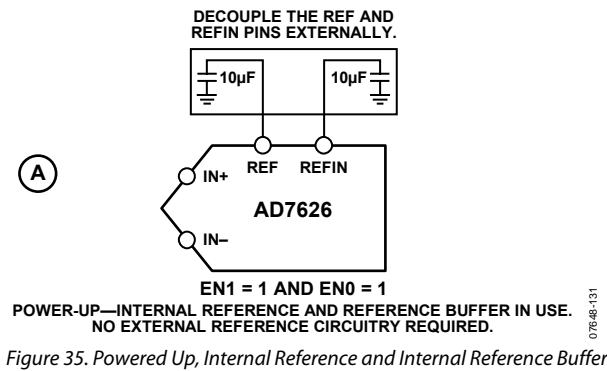 DECOUPLE THE REF AND
REFIN PINS EXTERNALLY.
10µF
10µF
A
REF
REFIN
IN+
AD7626
IN–
EN1 = 1 AND EN0 = 1
POWER-UP—INTERNAL REFERENCE AND REFERENCE BUFFER IN USE.
NO EXTERNAL REFERENCE CIRCUITRY REQUIRED.
07648-131
Figure 35. Powered Up, Internal Reference and Internal Reference Buffer